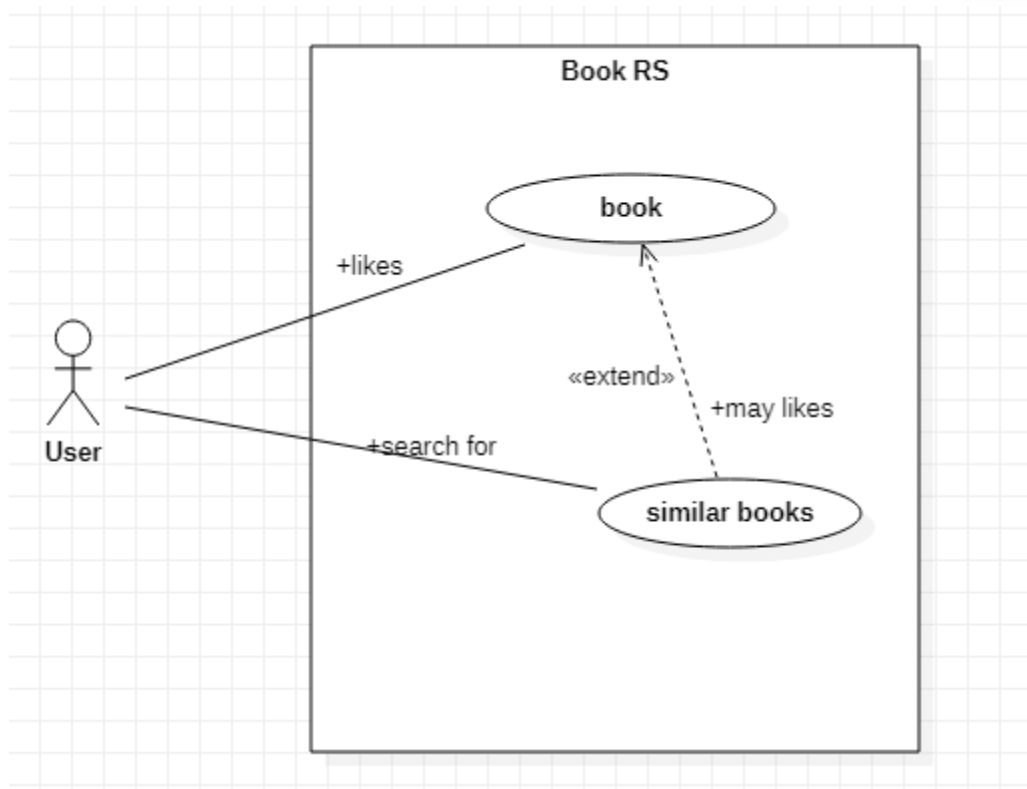 Book RS
book
+likes
«extend»
+may likes
User
+search for
similar books